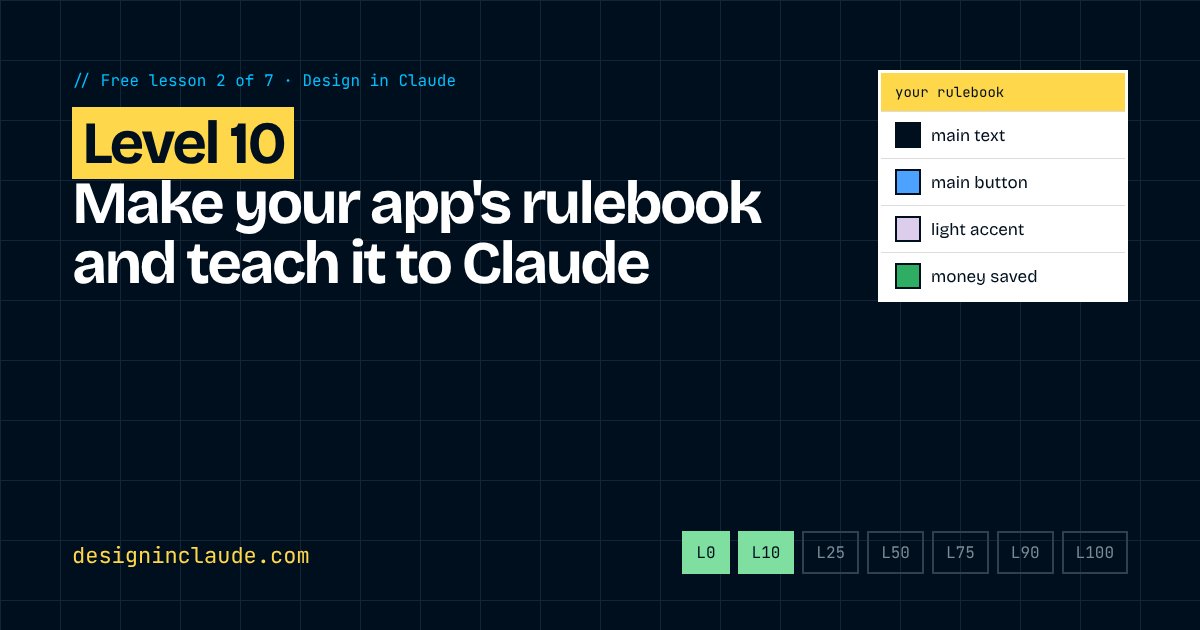 // Free lesson 2 of 7 · Design in Claude
Level 10
Make your app's rulebook
and teach it to Claude
your rulebook
main text
main button
light accent
money saved
designinclaude.com
L0 L10 L25 L50 L75 L90 L100